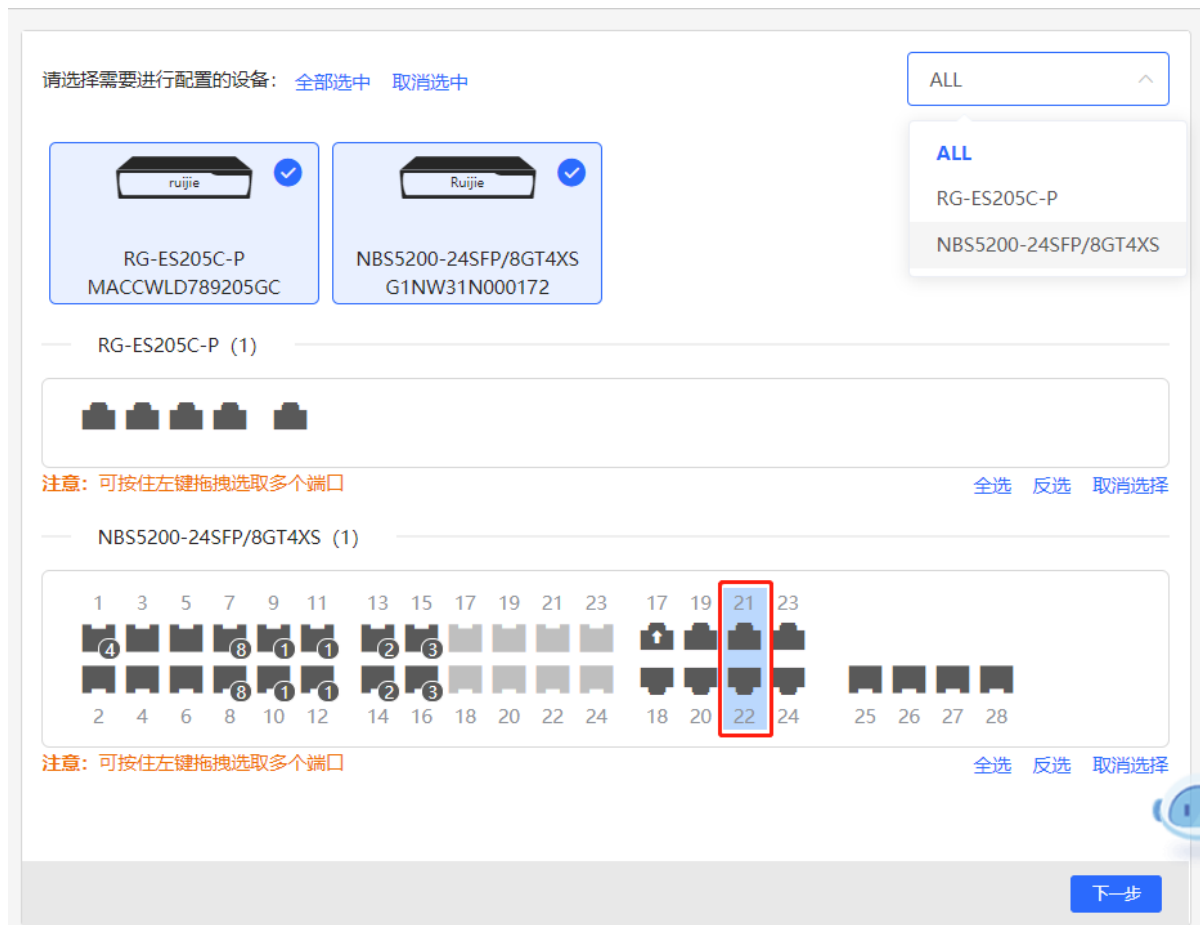 请选择需要进行配置的设备： 全部选中 取消选中
ALL
ALL
RG-ES205C-P
NBS5200-24SFP/8GT4XS
ruijie
RG-ES205C-P
MACCWLD789205GC
Ruijie
NBS5200-24SFP/8GT4XS
G1NW31N000172
RG-ES205C-P (1)
注意：可按住左键拖拽选取多个端口
全选 反选 取消选择
NBS5200-24SFP/8GT4XS (1)
1 3 5 7 9 11 13 15 17 19 21 23 17 19 21 23
4 8 1 1 2 3
8 1 1 2 3
2 4 6 8 10 12 14 16 18 20 22 24 18 20 22 24 25 26 27 28
注意：可按住左键拖拽选取多个端口
全选 反选 取消选择
下一步